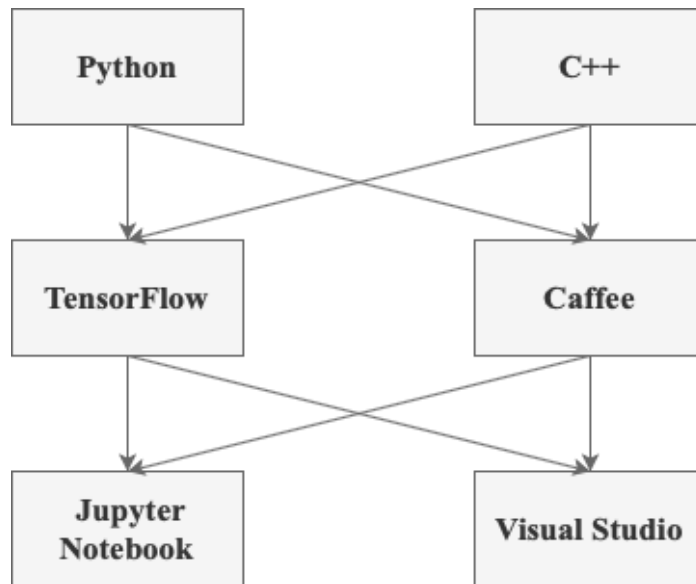 Python
C++
TensorFlow
Caffee
Jupyter
Notebook
Visual Studio